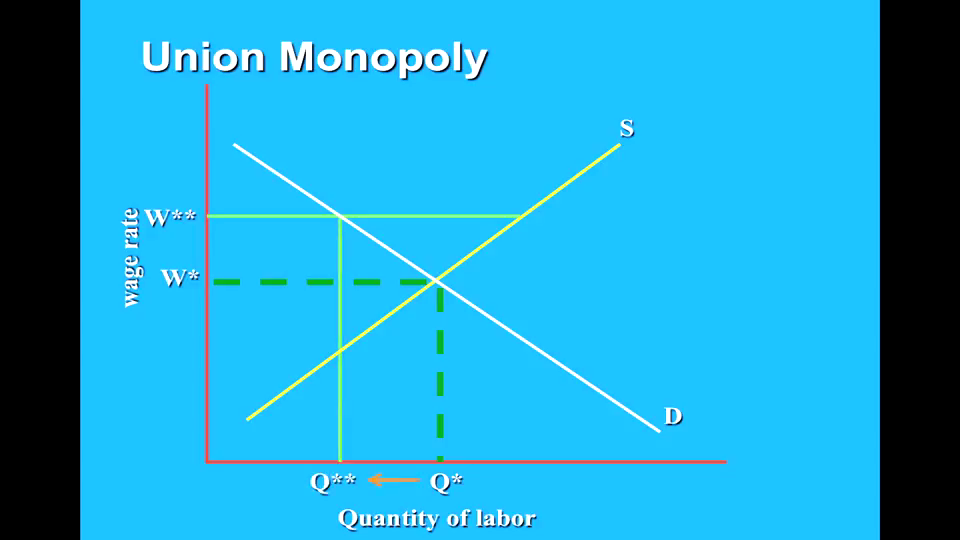 Union Monopoly
S
W**
wage rate
W*
D
Q** Q*
Quantity of labor